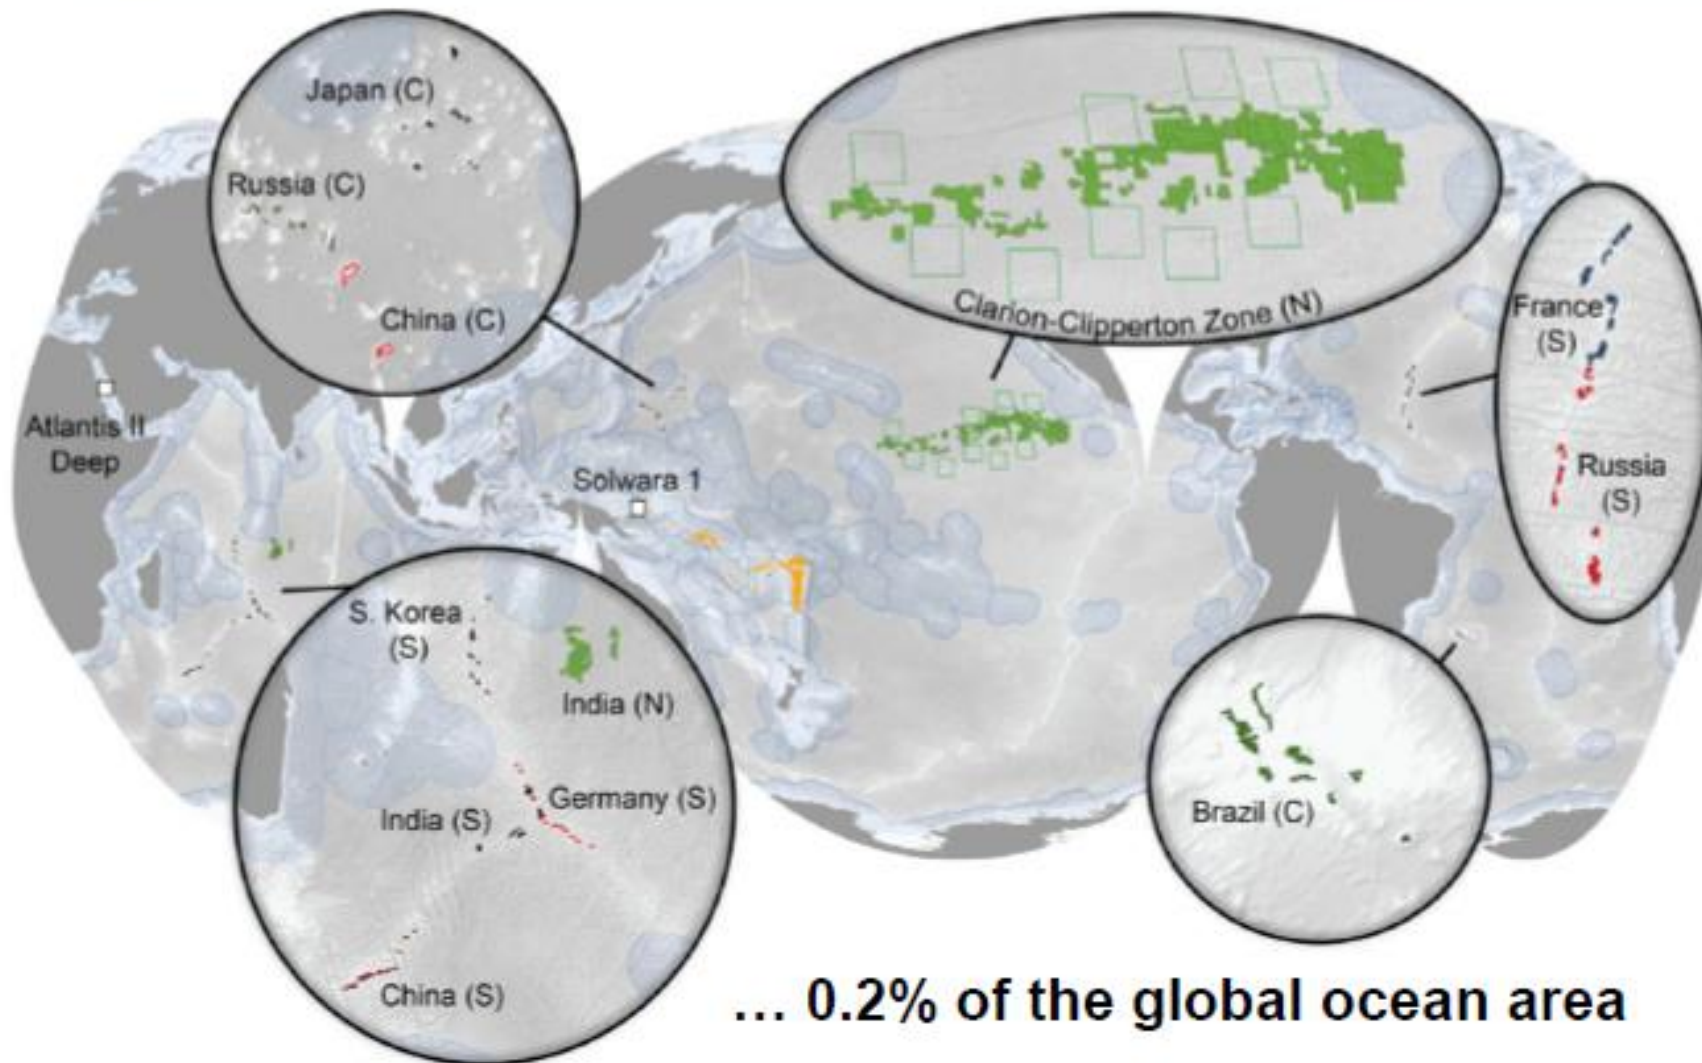 Japan (C)
Russia (C)
China (C)
Clarion-Clipperton Zone (N)
France
(S)
Russia
(S)
Atlantis II
Deep
Solwara 1
S. Korea
(S)
India (N)
Germany (S)
India (S)
China (S)
Brazil (C)
... 0.2% of the global ocean area